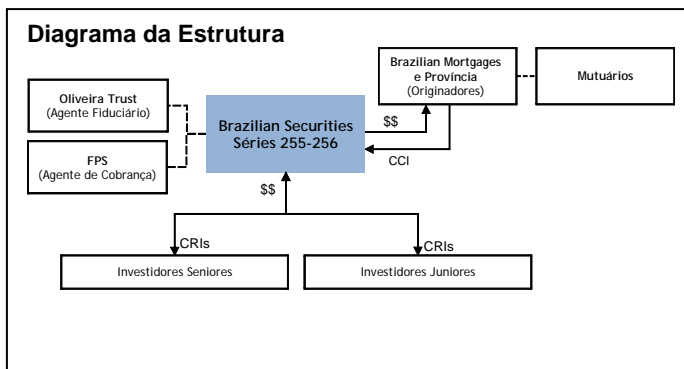 Diagrama da Estrutura
Brazilian Mortgages
e Província
(Originadores)
Mutuários
Oliveira Trust
(Agente Fiduciário)
Brazilian Securities
Séries 255-256
$$
CCI
FPS
(Agente de Cobrança)
$$
CRIs
CRIs
Investidores Seniores
Investidores Juniores